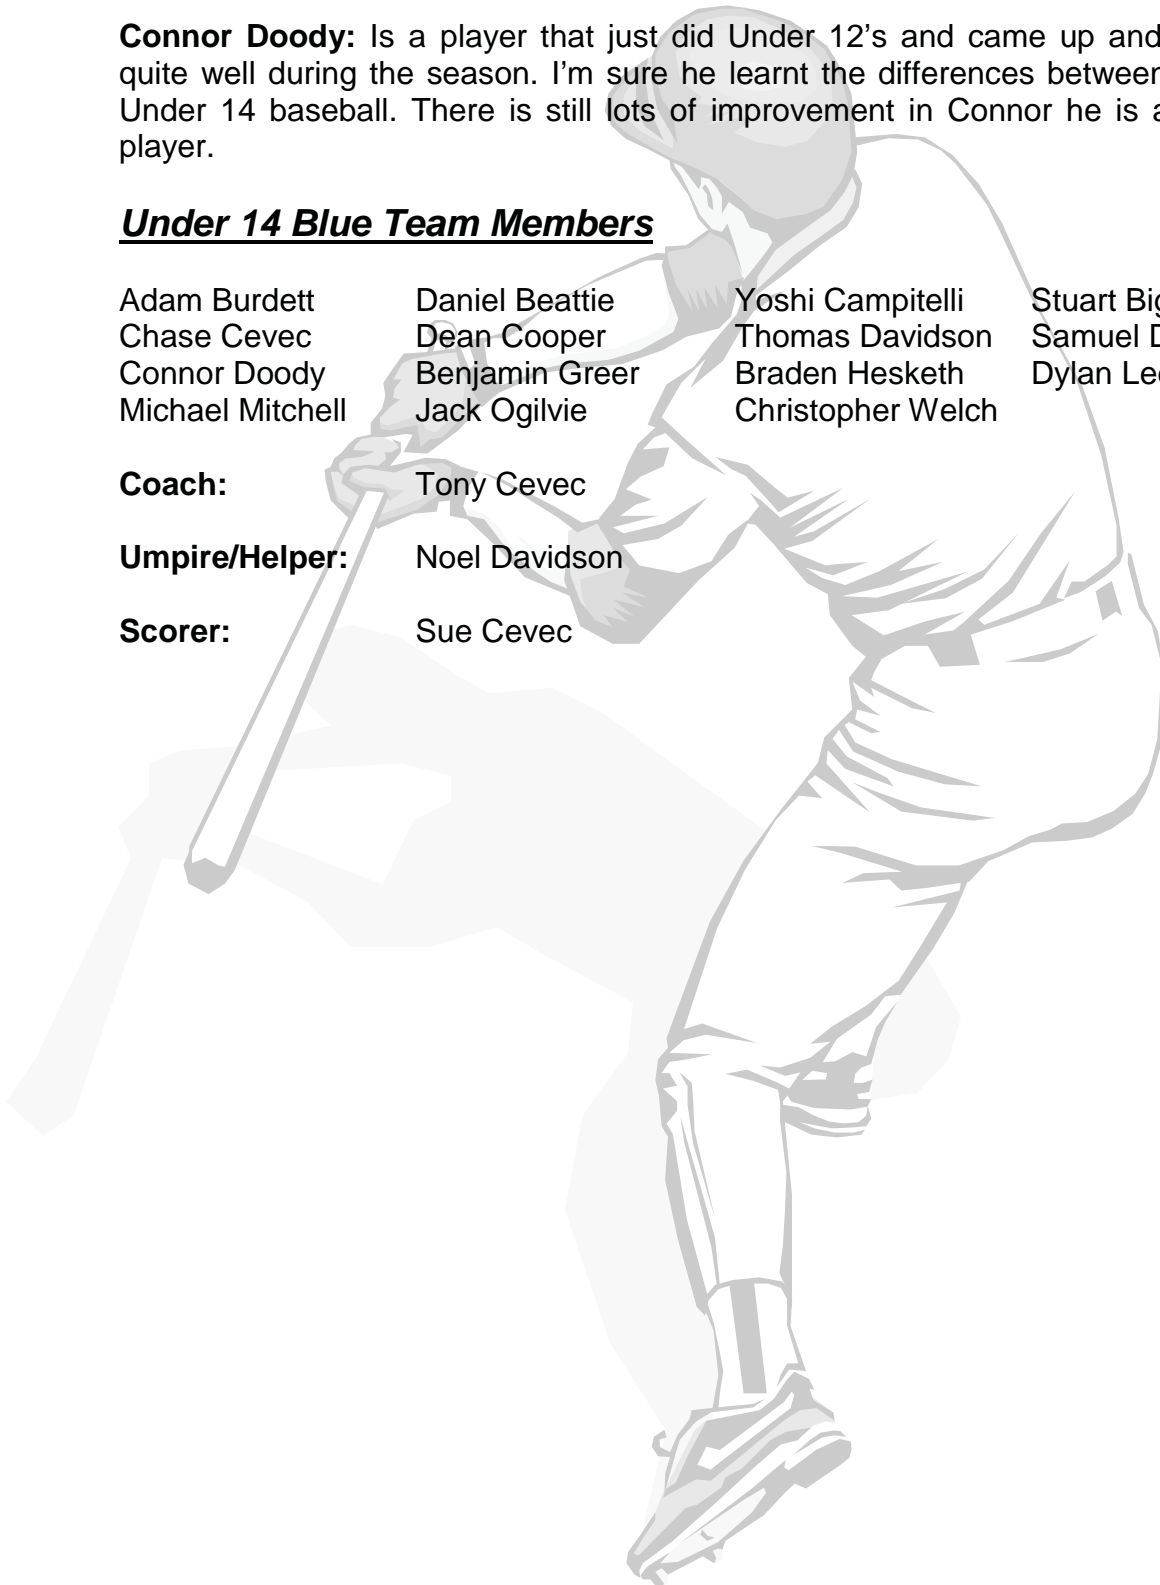 Connor Doody: Is a player that just did Under 12's and came up and
quite well during the season. I'm sure he learnt the differences between
Under 14 baseball. There is still lots of improvement in Connor he is
player.
Under 14 Blue Team Members
Adam Burdett Daniel Beattie Yoshi Campitelli Stuart
Chase Cevec Dean Cooper Thomas Davidson Samuel
Connor Doody Benjamin Greer Braden Hesketh Dylan
Michael Mitchell Jack Ogilvie Christopher Welch
Coach: Tony Cevec
Umpire/Helper: Noel Davidson
Scorer: Sue Cevec